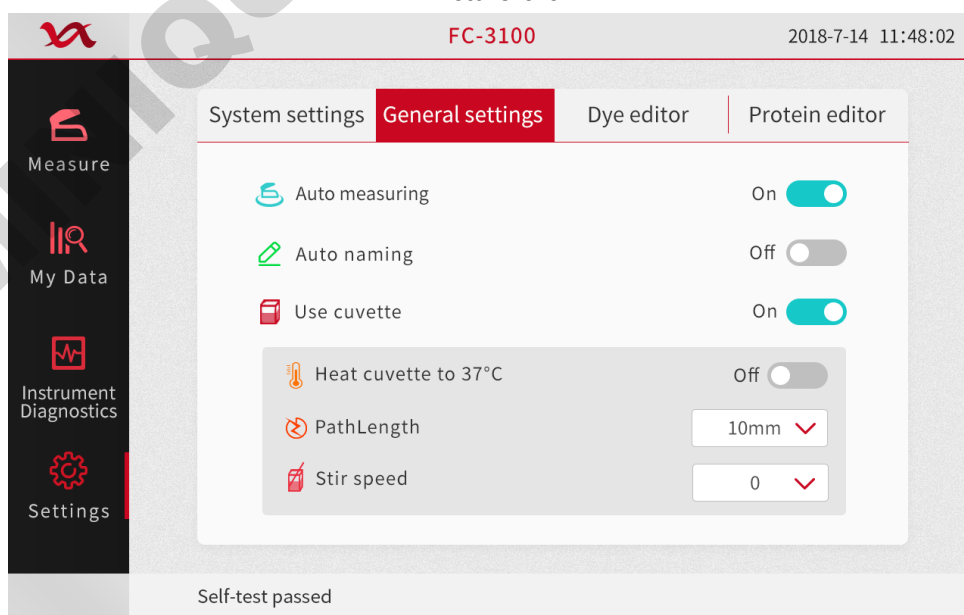 FC-3100
2018-7-14 11:48:02
System settings
General settings
Dye editor
Protein editor
Measure
My Data
Instrument
Diagnostics
Settings
Auto measuring
On
Auto naming
Off
Use cuvette
On
Heat cuvette to 37°C
Off
PathLength
10mm
Stir speed
0
Self-test passed